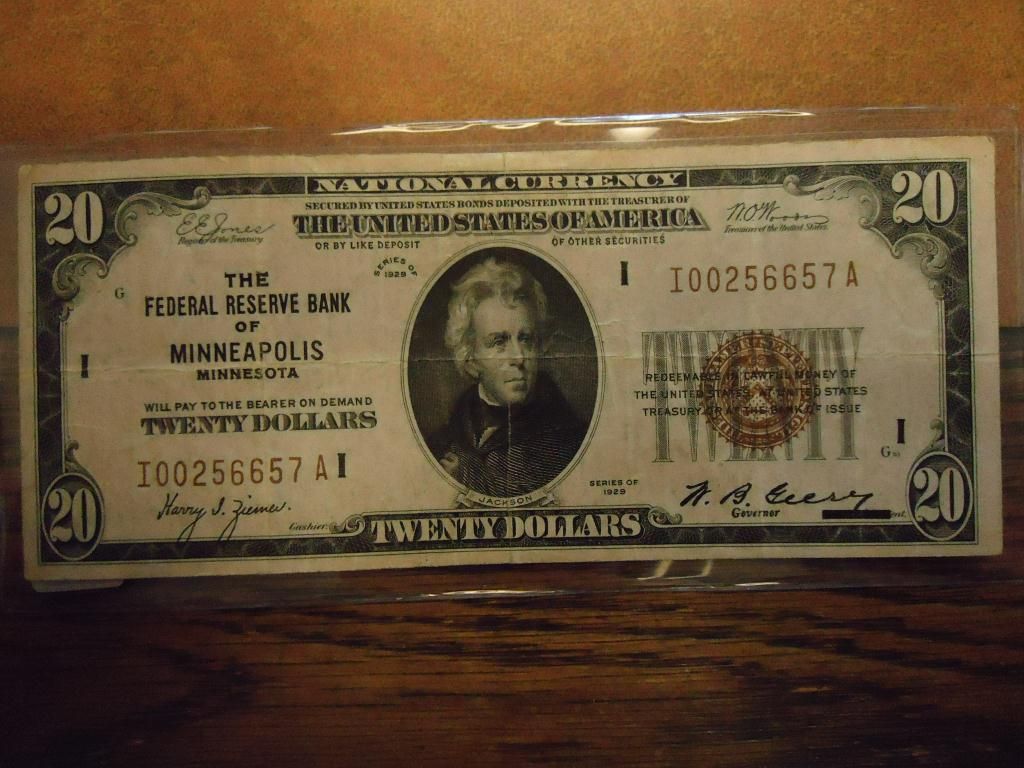 NATIONAL CURRENCY
SECURED BY UNITED STATES BONDS DEPOSITED WITH THE TREASURER OF
THE UNITED STATES OF AMERICA
OR BY LIKE DEPOSIT OF OTHER SECURITIES
20
20
E.E. Jones
Register of the Treasury
W.O. Woods
Treasurer of the United States
SERIES OF
1929
G
THE
FEDERAL RESERVE BANK
OF
MINNEAPOLIS
MINNESOTA
I
I
I00256657A
WILL PAY TO THE BEARER ON DEMAND
TWENTY DOLLARS
TWENTY
REDEEMABLE IN LAWFUL MONEY OF
THE UNITED STATES AT UNITED STATES
TREASURY OR AT THE BANK OF ISSUE
I00256657A
I
I
G
Harry I. Ziemer
Cashier
JACKSON
SERIES OF
1929
W. B. Geery
Governor
20
TWENTY DOLLARS
20